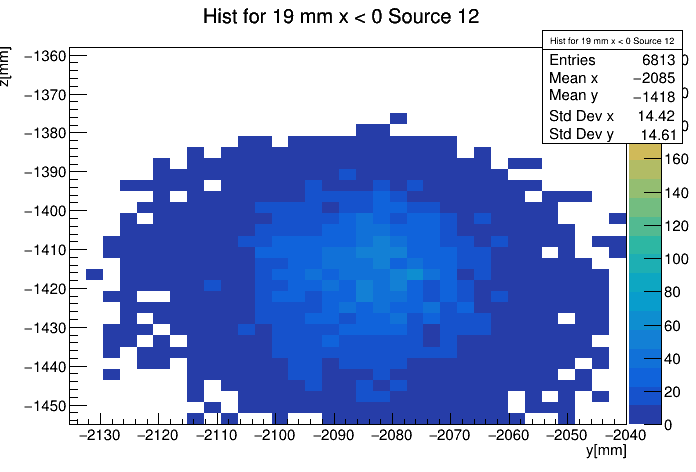 Hist for 19 mm x < 0 Source 12
z[mm]
−1360
−1370
−1380
−1390
−1400
−1410
−1420
−1430
−1440
−1450
Hist for 19 mm x < 0 Source 12
Entries 6813
Mean x −2085
Mean y −1418
Std Dev x 14.42
Std Dev y 14.61
160
140
120
100
80
60
40
20
0
−2130 −2120 −2110 −2100 −2090 −2080 −2070 −2060 −2050 −2040
y[mm]